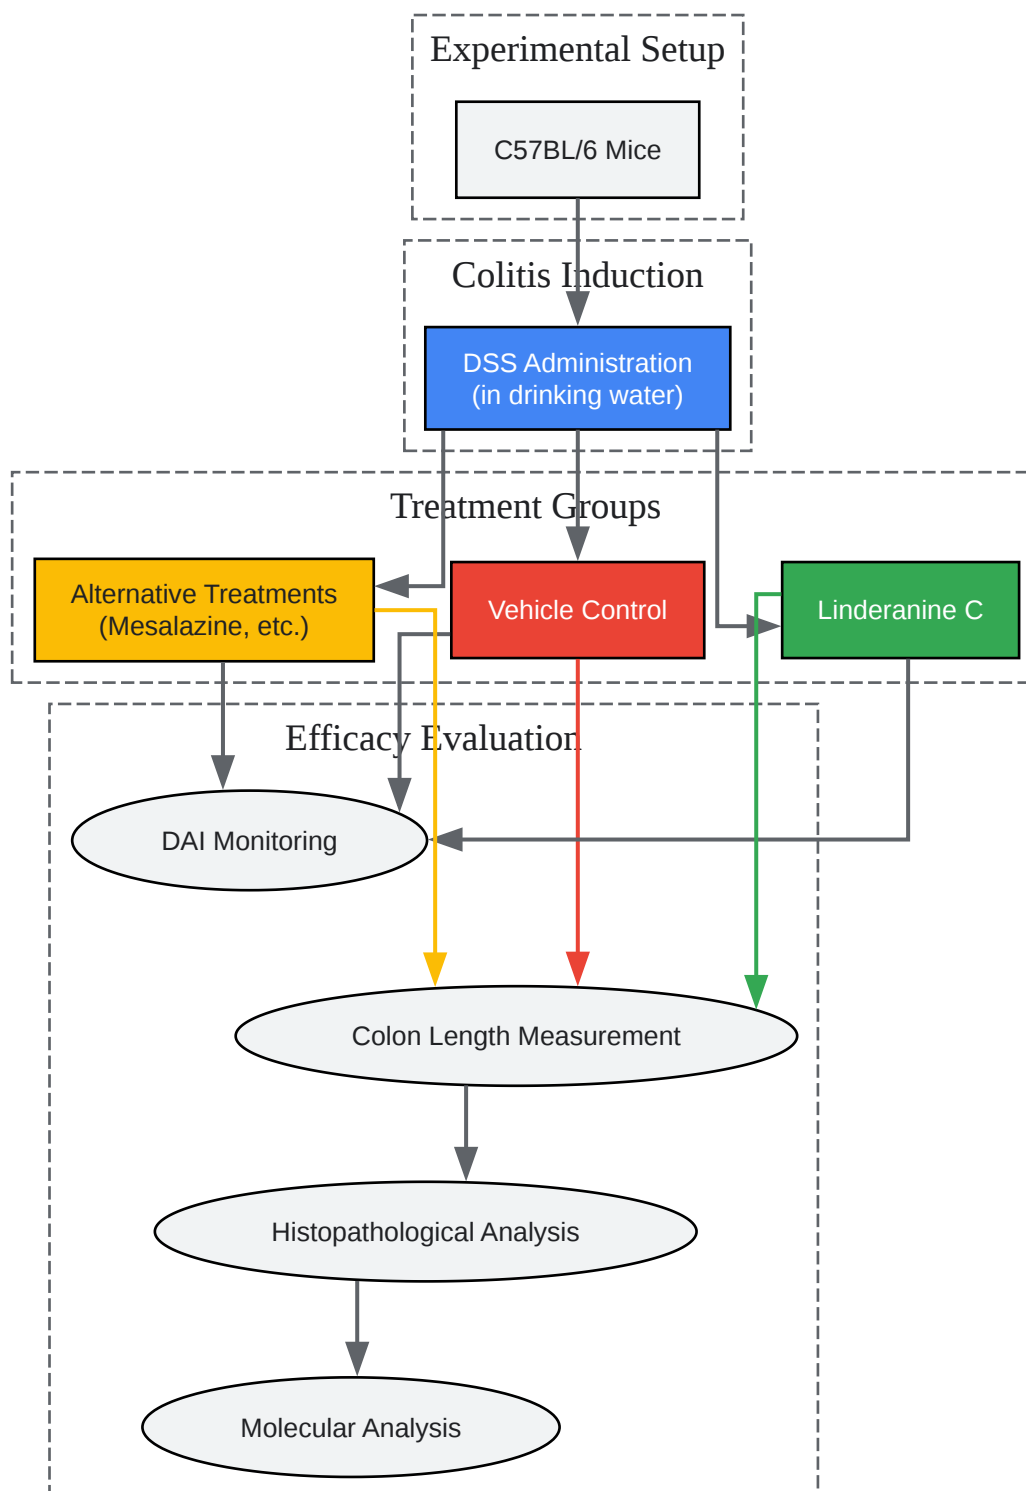 Experimental Setup
C57BL/6 Mice
Colitis Induction
DSS Administration
(in drinking water)
Treatment Groups
Alternative Treatments
(Mesalazine, etc.)
Vehicle Control
Linderanine C
Efficacy Evaluation
DAI Monitoring
Colon Length Measurement
Histopathological Analysis
Molecular Analysis